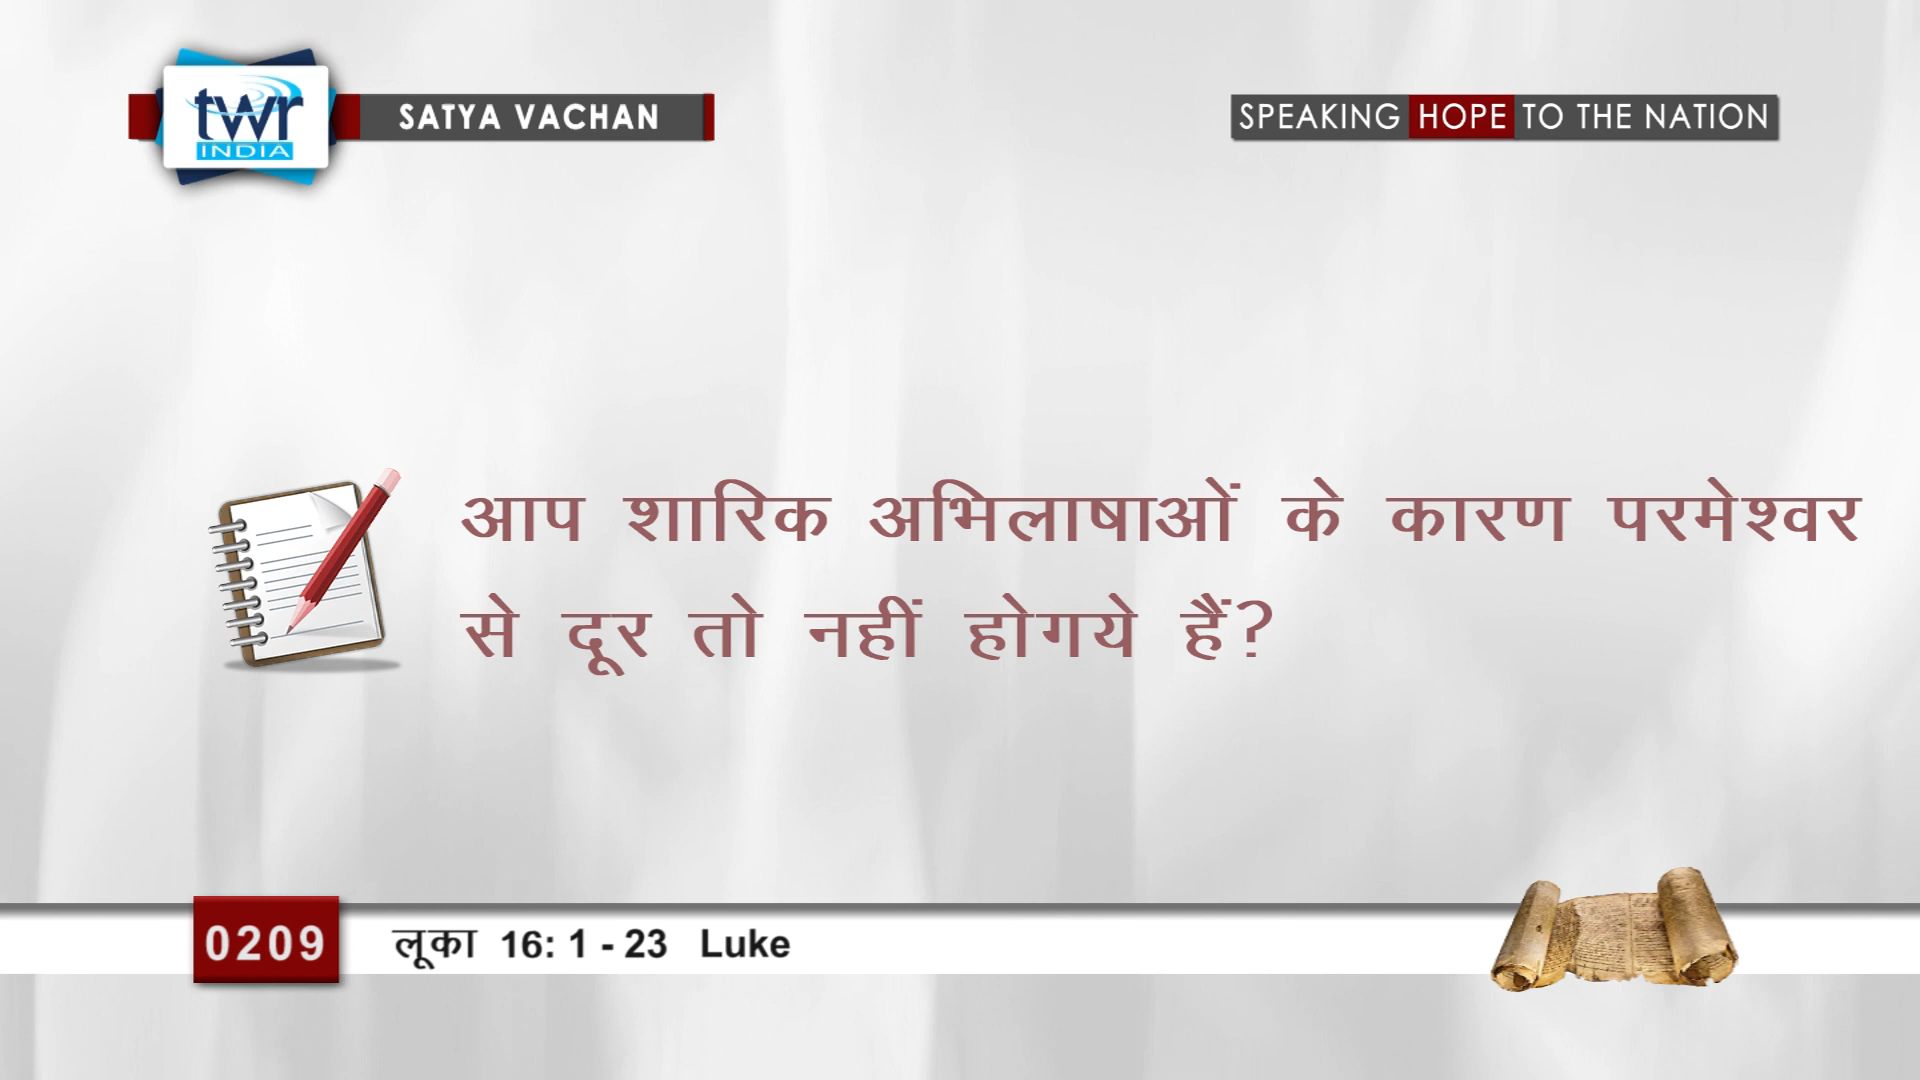 twr
INDIA
SATYA VACHAN
SPEAKING HOPE TO THE NATION
आप शारिक अभिलाषाओं के कारण परमेश्वर
से दूर तो नहीं होगये हैं?
0209
लूका 16: 1 - 23 Luke